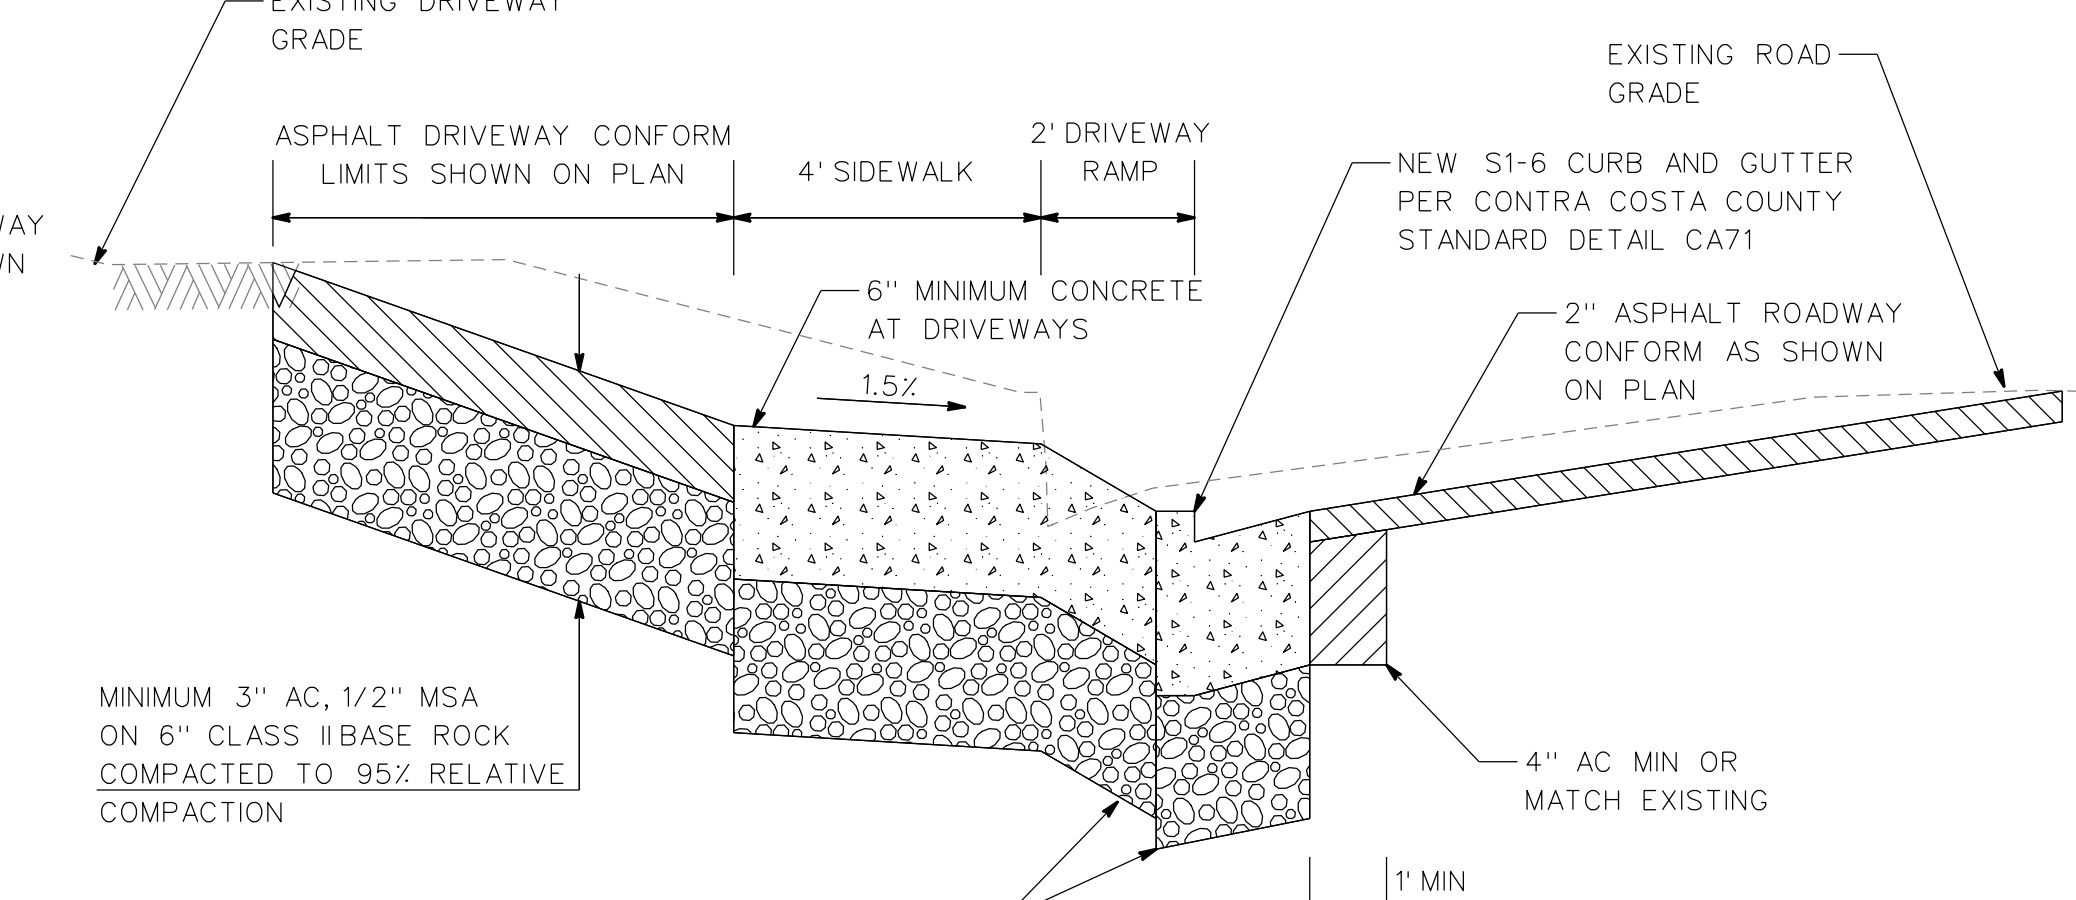 EXISTING DRIVEWAY
GRADE
EXISTING ROAD
GRADE
ASPHALT DRIVEWAY CONFORM
LIMITS SHOWN ON PLAN
4' SIDEWALK
2' DRIVEWAY
RAMP
NEW S1-6 CURB AND GUTTER
PER CONTRA COSTA COUNTY
STANDARD DETAIL CA71
6" MINIMUM CONCRETE
AT DRIVEWAYS
2" ASPHALT ROADWAY
CONFORM AS SHOWN
ON PLAN
1.5%
MINIMUM 3" AC, 1/2" MSA
ON 6" CLASS II BASE ROCK
COMPACTED TO 95% RELATIVE
COMPACTION
4" AC MIN OR
MATCH EXISTING
1' MIN